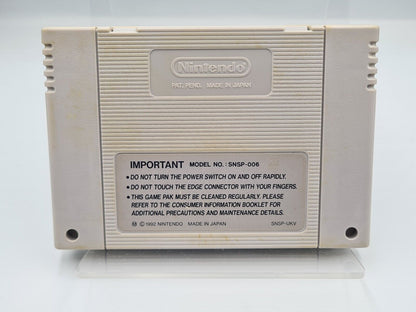 Nintendo
PAT. PEND. MADE IN JAPAN
IMPORTANT MODEL NO.: SNSP-006
• DO NOT TURN THE POWER SWITCH ON AND OFF RAPIDLY.
• DO NOT TOUCH THE EDGE CONNECTOR WITH YOUR FINGERS.
• THIS GAME PAK MUST BE CLEANED REGULARLY. PLEASE
REFER TO THE CONSUMER INFORMATION BOOKLET FOR
ADDITIONAL PRECAUTIONS AND MAINTENANCE DETAILS.
Ⓜ © 1992 NINTENDO MADE IN JAPAN SNSP-UKV